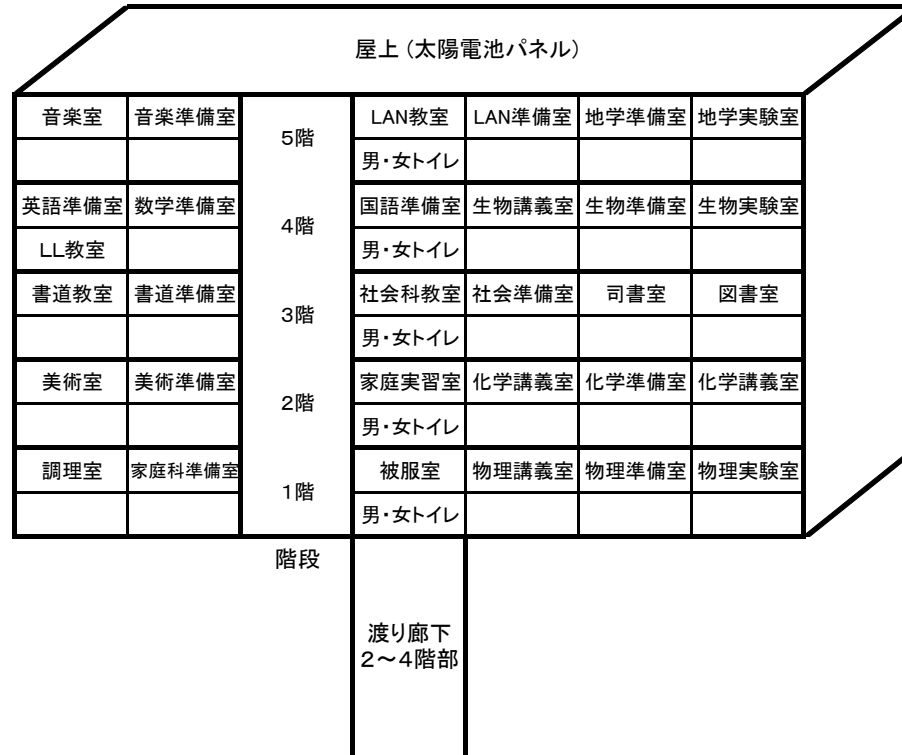 屋上（太陽電池パネル）
音楽室 音楽準備室 5階 LAN教室 LAN準備室 地学準備室 地学実験室
男・女トイレ
英語準備室 数学準備室 4階 国語準備室 生物講義室 生物準備室 生物実験室
LL教室 男・女トイレ
書道教室 書道準備室 3階 社会科教室 社会準備室 司書室 図書室
男・女トイレ
美術室 美術準備室 2階 家庭実習室 化学講義室 化学準備室 化学講義室
男・女トイレ
調理室 家庭科準備室 1階 被服室 物理講義室 物理準備室 物理実験室
男・女トイレ
階段
渡り廊下
２～４階部